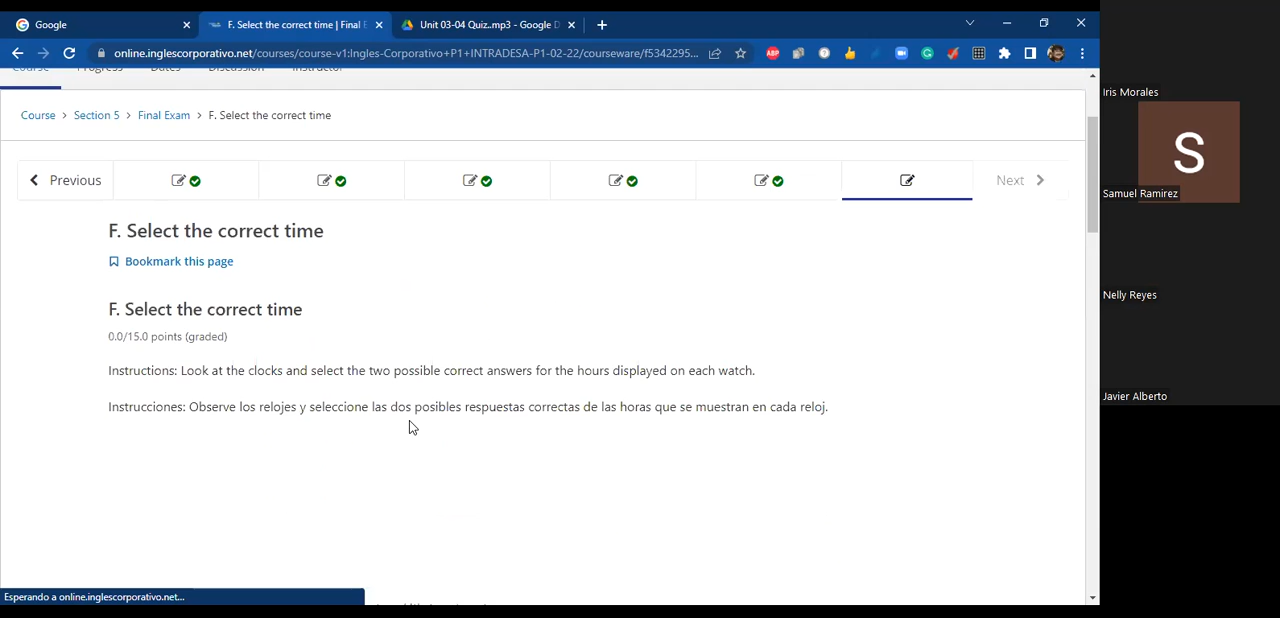 Google
F. Select the correct time | Final E
Unit 03-04 Quiz..mp3 - Google D
online.inglescorporativo.net/courses/course-v1:Ingles-Corporativo+P1+INTRADESA-P1-02-22/courseware/f5342295...
Course Progress Dates Discussion Instructor
Iris Morales
Course > Section 5 > Final Exam > F. Select the correct time
S
Previous
Next
Samuel Ramirez
F. Select the correct time
Bookmark this page
Nelly Reyes
F. Select the correct time
0.0/15.0 points (graded)
Instructions: Look at the clocks and select the two possible correct answers for the hours displayed on each watch.
Javier Alberto
Instrucciones: Observe los relojes y seleccione las dos posibles respuestas correctas de las horas que se muestran en cada reloj.
Esperando a online.inglescorporativo.net...